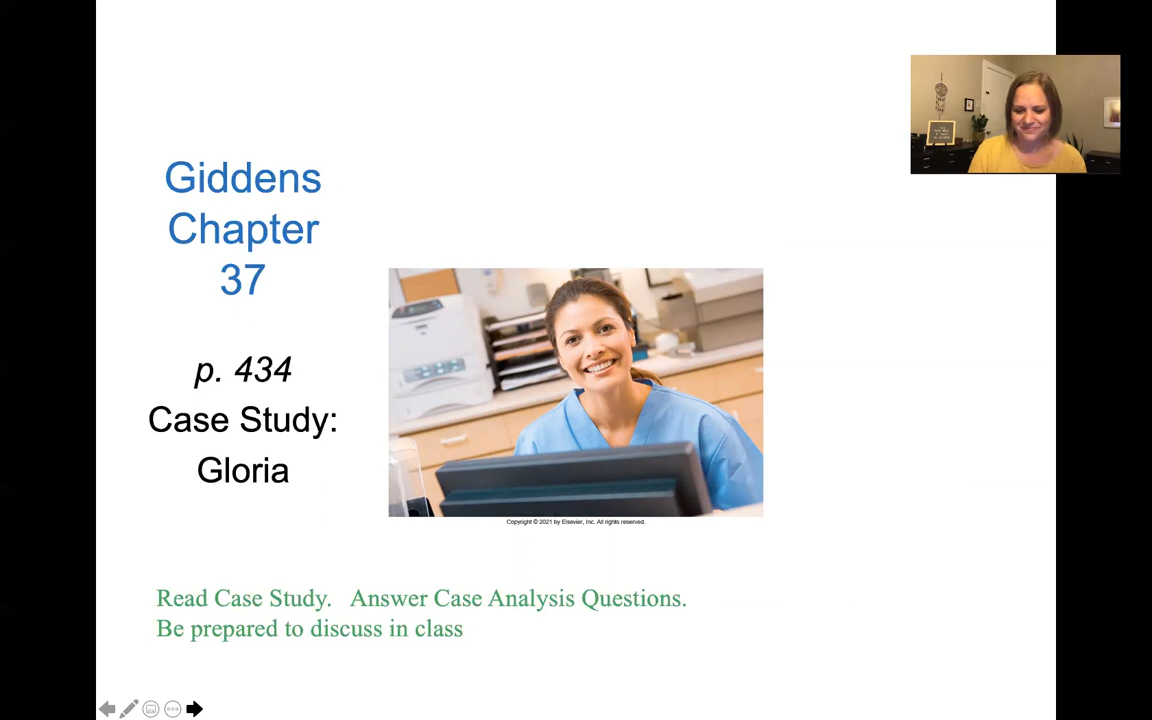 Giddens
Chapter
37
p. 434
Case Study:
Gloria
Copyright © 2021 by Elsevier, Inc. All rights reserved.
Read Case Study.   Answer Case Analysis Questions.
Be prepared to discuss in class